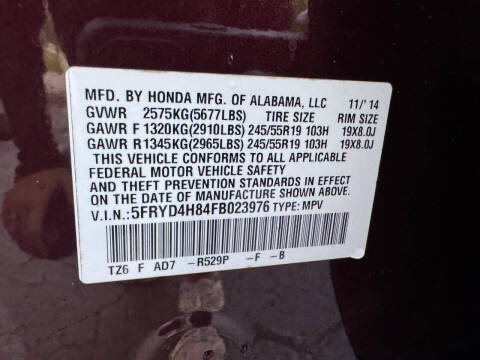 MFD. BY HONDA MFG. OF ALABAMA, LLC 11/'14
GVWR 2575KG(5677LBS) TIRE SIZE RIM SIZE
GAWR F 1320KG(2910LBS) 245/55R19 103H 19X8.0J
GAWR R1345KG(2965LBS) 245/55R19 103H 19X8.0J
THIS VEHICLE CONFORMS TO ALL APPLICABLE
FEDERAL MOTOR VEHICLE SAFETY
AND THEFT PREVENTION STANDARDS IN EFFECT
ON THE DATE OF MANUFACTURE SHOWN ABOVE.
V.I.N.:5FRYD4H84FB023976 TYPE: MPV
TZ6 F AD7 -R529P -F -B